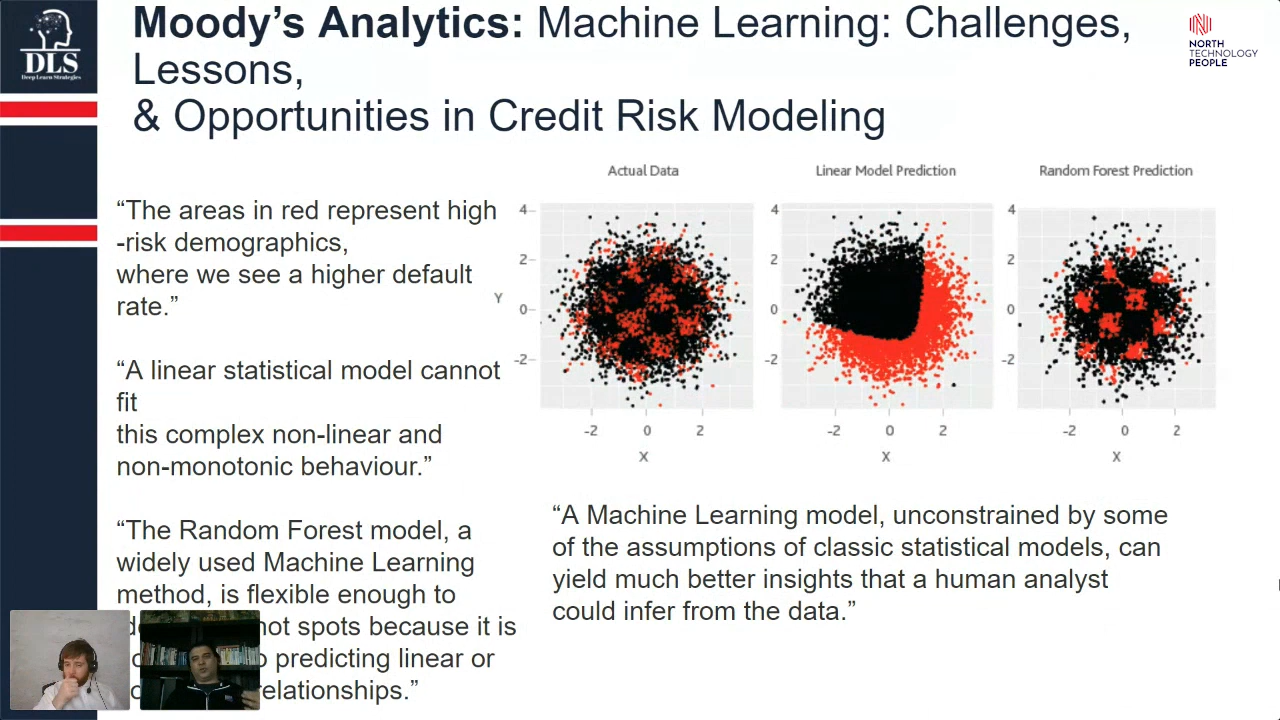 DLS
Deep Learn Strategies
Moody’s Analytics: Machine Learning: Challenges,
Lessons,
& Opportunities in Credit Risk Modeling
NORTH
TECHNOLOGY
PEOPLE
“The areas in red represent high
-risk demographics,
where we see a higher default
rate.”
“A linear statistical model cannot
fit
this complex non-linear and
non-monotonic behaviour.”
“The Random Forest model, a
widely used Machine Learning
method, is flexible enough to
hot spots because it is
predicting linear or
relationships.”
Actual Data
4
2
0
-2
Y
-2 0 2
X
Linear Model Prediction
4
2
0
-2
-2 0 2
X
Random Forest Prediction
4
2
0
-2
-2 0 2
X
“A Machine Learning model, unconstrained by some
of the assumptions of classic statistical models, can
yield much better insights that a human analyst
could infer from the data.”